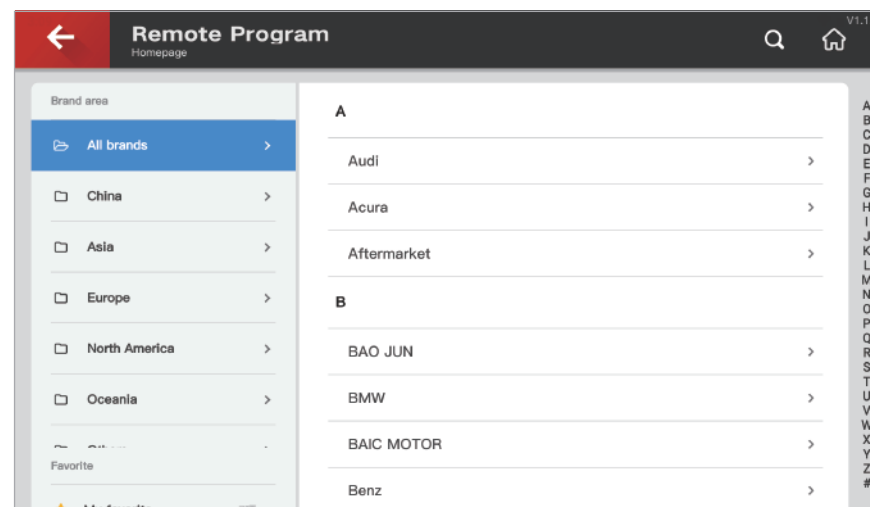 Remote Program
Homepage
V1.1
Brand area
All brands
China
Asia
Europe
North America
Oceania
Favorite
A
Audi
Acura
Aftermarket
B
BAO JUN
BMW
BAIC MOTOR
Benz
A
B
C
D
E
F
G
H
I
J
K
L
M
N
O
P
Q
R
S
T
U
V
W
X
Y
Z
#